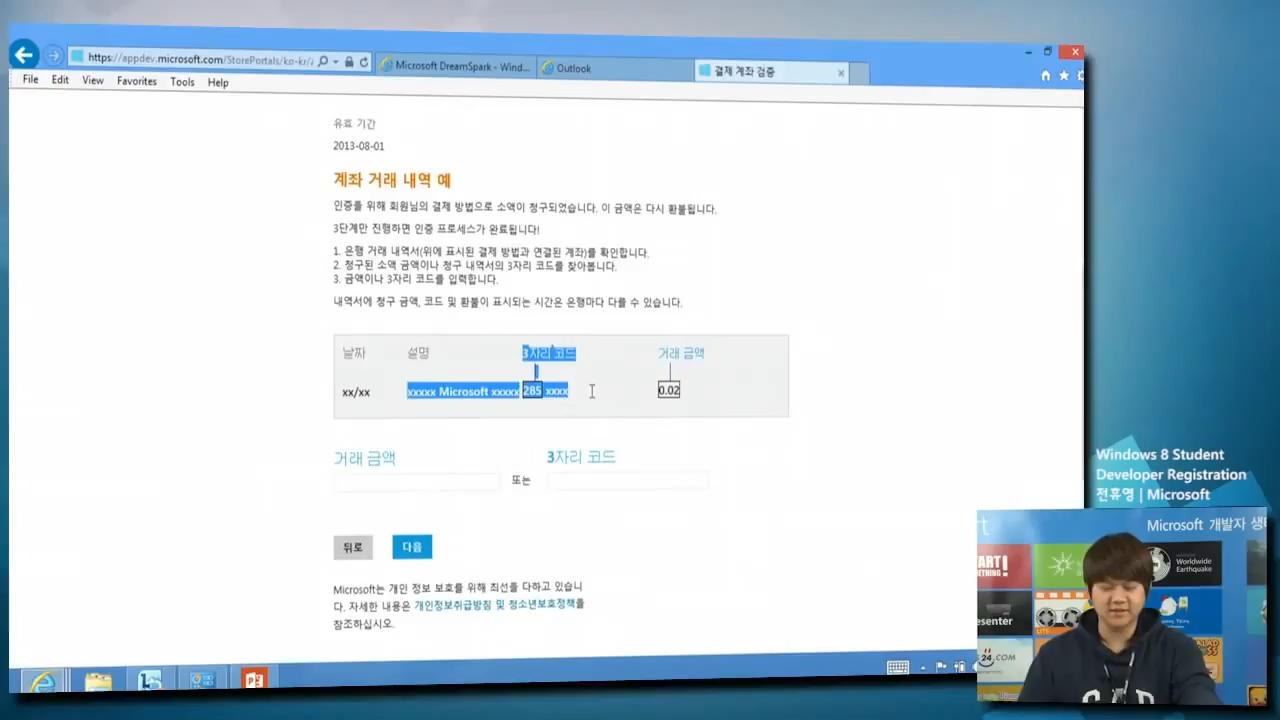 https://appdev.microsoft.com/StorePortals/ko-kr/
Microsoft DreamSpark - Wind...
Outlook
결제 계좌 검증
File Edit View Favorites Tools Help
유효 기간
2013-08-01
계좌 거래 내역 예
인증을 위해 회원님의 결제 방법으로 소액이 청구되었습니다. 이 금액은 다시 환불됩니다.
3단계만 진행하면 인증 프로세스가 완료됩니다!
1. 은행 거래 내역서(위에 표시된 결제 방법과 연결된 계좌)를 확인합니다.
2. 청구된 소액 금액이나 청구 내역서의 3자리 코드를 찾아봅니다.
3. 금액이나 3자리 코드를 입력합니다.
내역서에 청구 금액, 코드 및 환불이 표시되는 시간은 은행마다 다를 수 있습니다.
날짜 설명 3자리 코드 거래 금액
xx/xx xxxxx Microsoft xxxxx 285 xxxx 0.02
거래 금액 3자리 코드
또는
뒤로 다음
Microsoft는 개인 정보 보호를 위해 최선을 다하고 있습니
다. 자세한 내용은 개인정보취급방침 및 청소년보호정책을
참조하십시오.
Windows 8 Student
Developer Registration
전휴영 | Microsoft
Microsoft 개발자 생태
Worldwide
Earthquake
esenter
LITE
24.COM